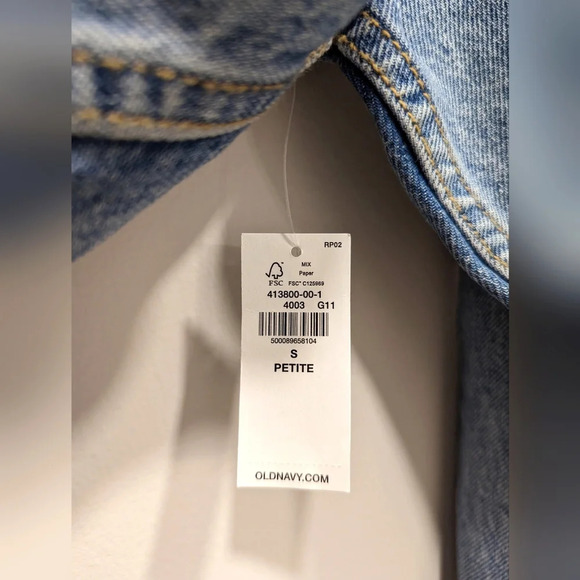 RP02
MIX
Paper
FSC FSC® C125969
413800-00-1
4003 G11
500089658104
S
PETITE
OLDNAVY.COM